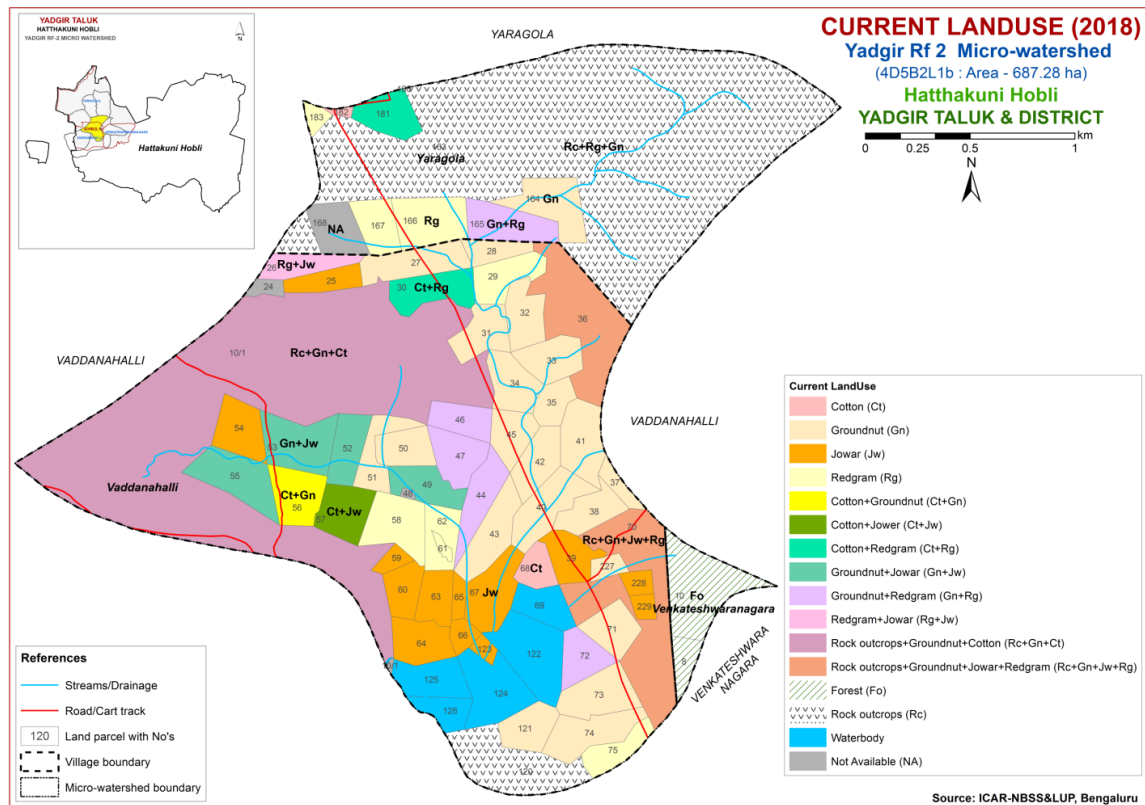 YADGIR TALUK
HATTHAKUNI HOBLI
YADGIR RF-2 MICRO WATERSHED
N
Hattakuni Hobli
CURRENT LANDUSE (2018)
Yadgir Rf 2 Micro-watershed
(4D5B2L1b : Area - 687.28 ha)
Hatthakuni Hobli
YADGIR TALUK & DISTRICT
0 0.5 1
km
N
YARAGOLA
183
182
181
Yaragola
Rc+Rg+Gn
164
Gn
168
NA
167
166
Rg
165
Gn+Rg
26
Rg+Jw
27
28
24
25
30
Ct+Rg
29
32
36
31
10/1
Rc+Gn+Ct
VADDANAHALLI
33
34
35
VADDANAHALLI
54
53
Gn+Jw
52
50
46
45
41
47
42
55
51
49
48
44
37
Vaddanahalli
Ct+Gn
56
57
Ct+Jw
58
62
61
43
40
38
70
Rc+Gn+Jw+Rg
59
68
Ct
39
227
60
63
65
67
Jw
69
228
229
10
Fo
Venkateshwaranagara
64
66
123
122
71
72
9
VENKATESHWARA
NAGARA
10/1
125
124
126
73
121
74
75
120
References
Streams/Drainage
Road/Cart track
120 Land parcel with No's
Village boundary
Micro-watershed boundary
Current LandUse
Cotton (Ct)
Groundnut (Gn)
Jowar (Jw)
Redgram (Rg)
Cotton+Groundnut (Ct+Gn)
Cotton+Jower (Ct+Jw)
Cotton+Redgram (Ct+Rg)
Groundnut+Jowar (Gn+Jw)
Groundnut+Redgram (Gn+Rg)
Redgram+Jowar (Rg+Jw)
Rock outcrops+Groundnut+Cotton (Rc+Gn+Ct)
Rock outcrops+Groundnut+Jowar+Redgram (Rc+Gn+Jw+Rg)
Forest (Fo)
Rock outcrops (Rc)
Waterbody
Not Available (NA)
Source: ICAR-NBSS&LUP, Bengaluru